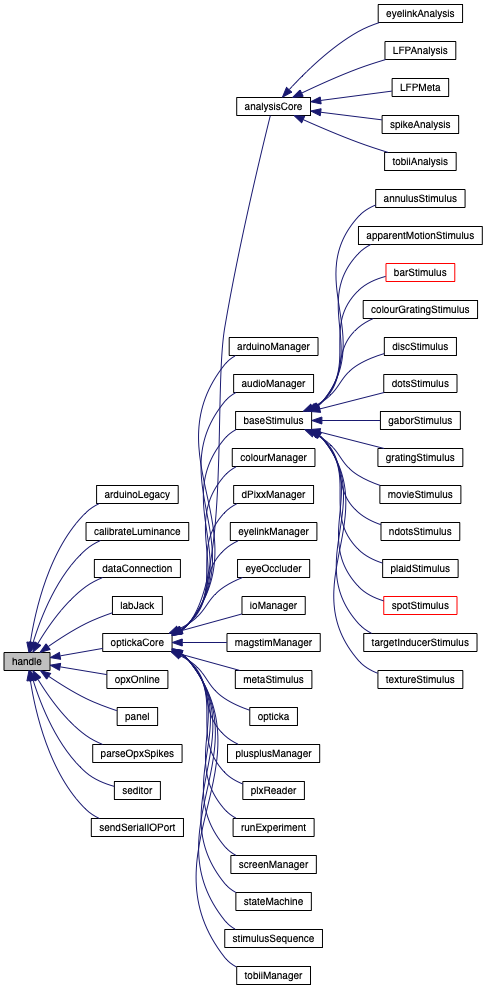 eyelinkAnalysis
LFPAnalysis
LFPMeta
analysisCore
spikeAnalysis
tobiiAnalysis
annulusStimulus
apparentMotionStimulus
barStimulus
colourGratingStimulus
arduinoManager
discStimulus
audioManager
dotsStimulus
baseStimulus
gaborStimulus
colourManager
gratingStimulus
arduinoLegacy
dPixxManager
movieStimulus
calibrateLuminance
eyelinkManager
ndotsStimulus
dataConnection
eyeOccluder
plaidStimulus
labJack
ioManager
spotStimulus
optickaCore
magstimManager
targetInducerStimulus
handle
opxOnline
metaStimulus
textureStimulus
panel
opticka
parseOpxSpikes
plusplusManager
seditor
plxReader
sendSerialIOPort
runExperiment
screenManager
stateMachine
stimulusSequence
tobiiManager